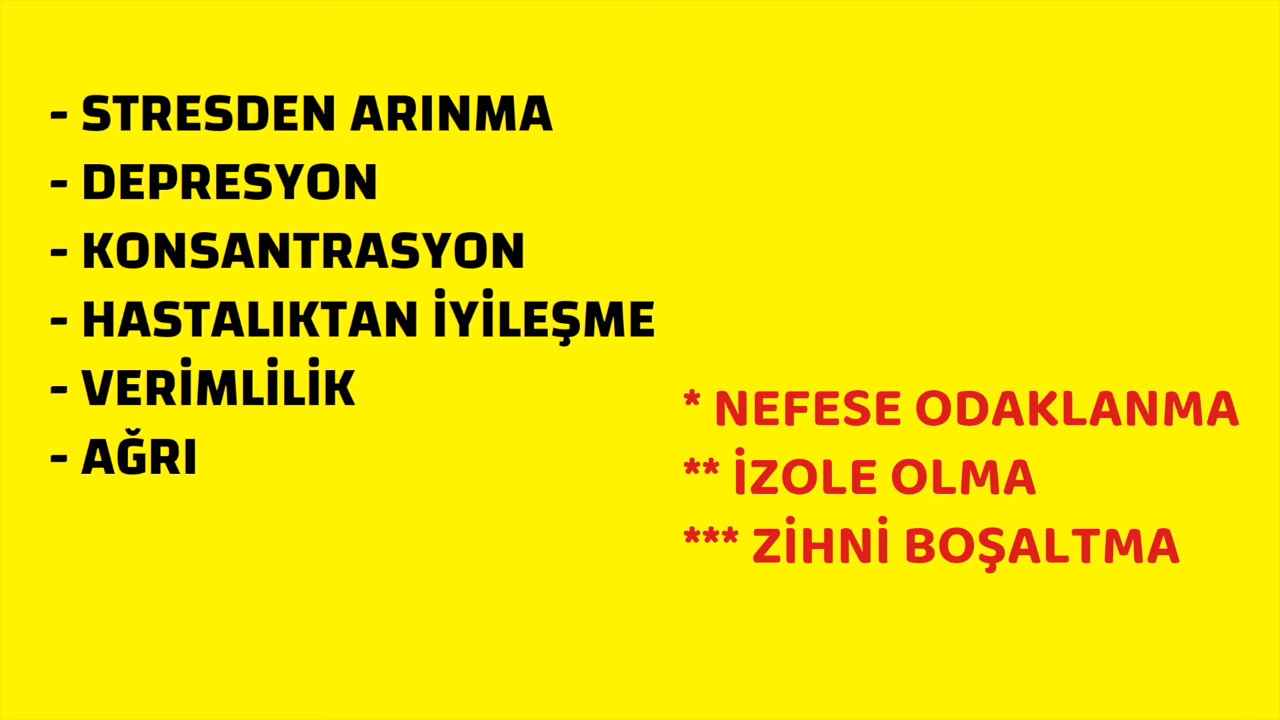 - STRESDEN ARINMA
- DEPRESYON
- KONSANTRASYON
- HASTALIKTAN İYİLEŞME
- VERİMLİLİK
- AĞRI
* NEFESE ODAKLANMA
** İZOLE OLMA
*** ZİHNİ BOŞALTMA